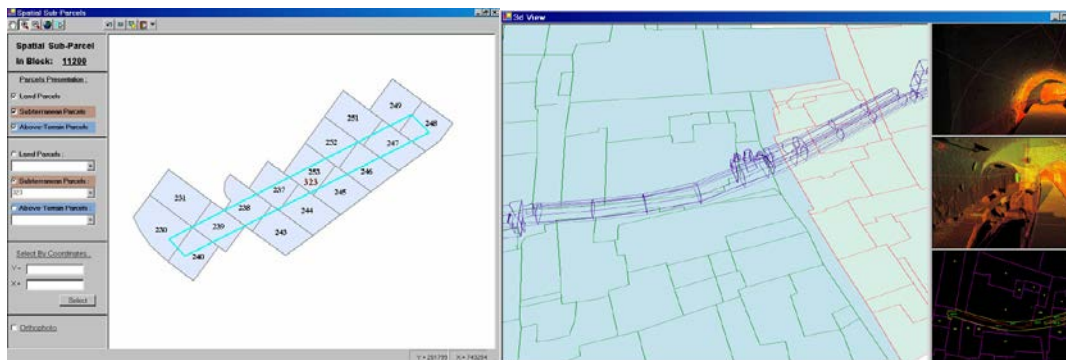 Spatial Sub-Parcels
Spatial Sub-Parcel
In Block: 11200
Parcels Presentation :
Land Parcels
Subterranean Parcels
Above Terrain Parcels
Land Parcels :
Subterranean Parcels :
323
Above Terrain Parcels :
Select By Coordinates :
Y =
X =
Select
Orthophoto
249
248
251
247
252
246
253
323
245
237
244
231
238
243
230
239
240
3d View